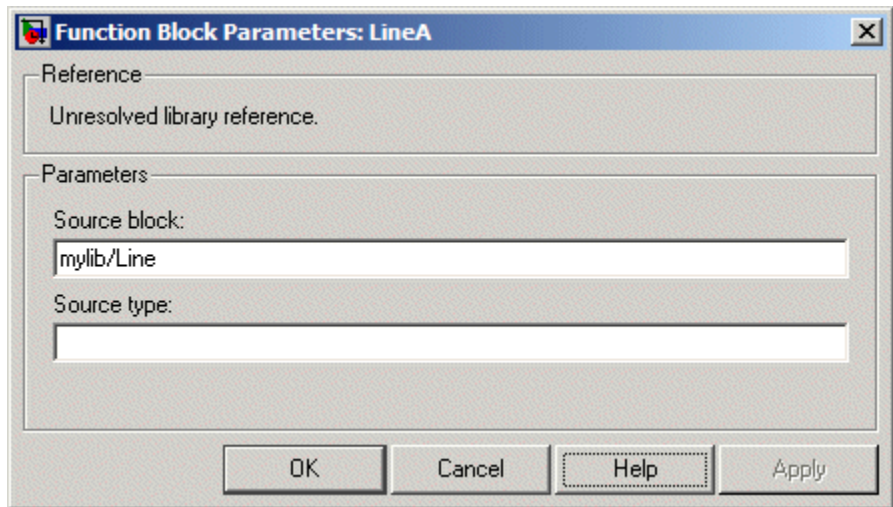 Function Block Parameters: LineA
Reference
Unresolved library reference.
Parameters
Source block:
mylib/Line
Source type:
OK
Cancel
Help
Apply